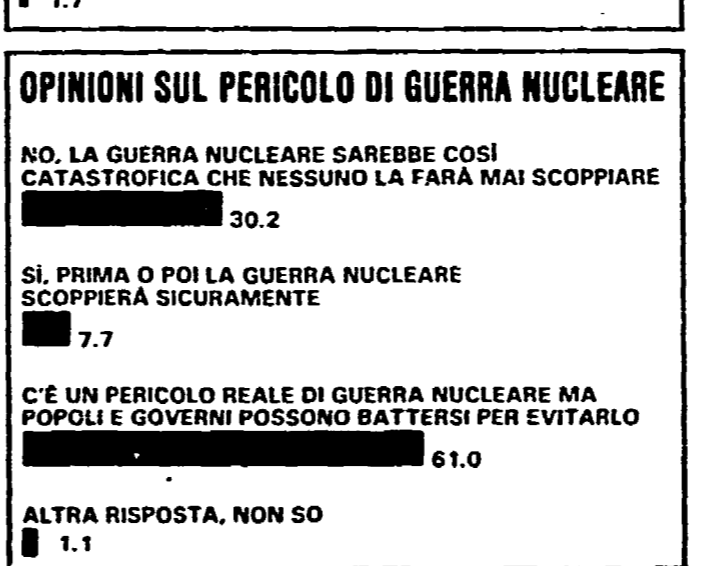 1.7
OPINIONI SUL PERICOLO DI GUERRA NUCLEARE
NO, LA GUERRA NUCLEARE SAREBBE COSÌ
CATASTROFICA CHE NESSUNO LA FARÀ MAI SCOPPIARE
30.2
SÌ, PRIMA O POI LA GUERRA NUCLEARE
SCOPPIERÀ SICURAMENTE
7.7
C'È UN PERICOLO REALE DI GUERRA NUCLEARE MA
POPOLI E GOVERNI POSSONO BATTERSI PER EVITARLO
61.0
ALTRA RISPOSTA, NON SO
1.1